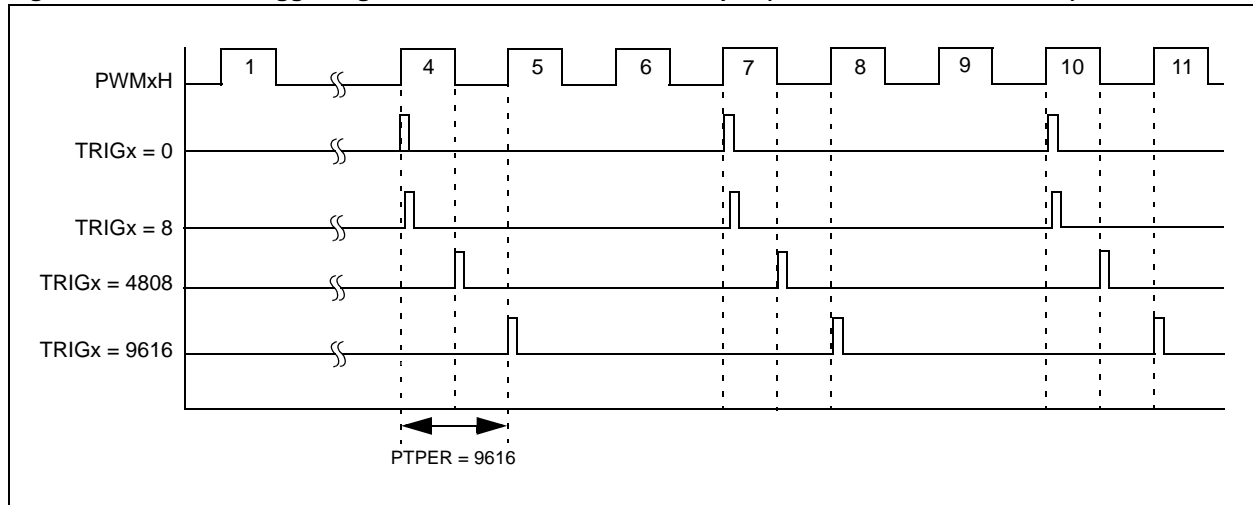 PWMxH 1 4 5 6 7 8 9 10 11
TRIGx = 0
TRIGx = 8
TRIGx = 4808
TRIGx = 9616
PTPER = 9616